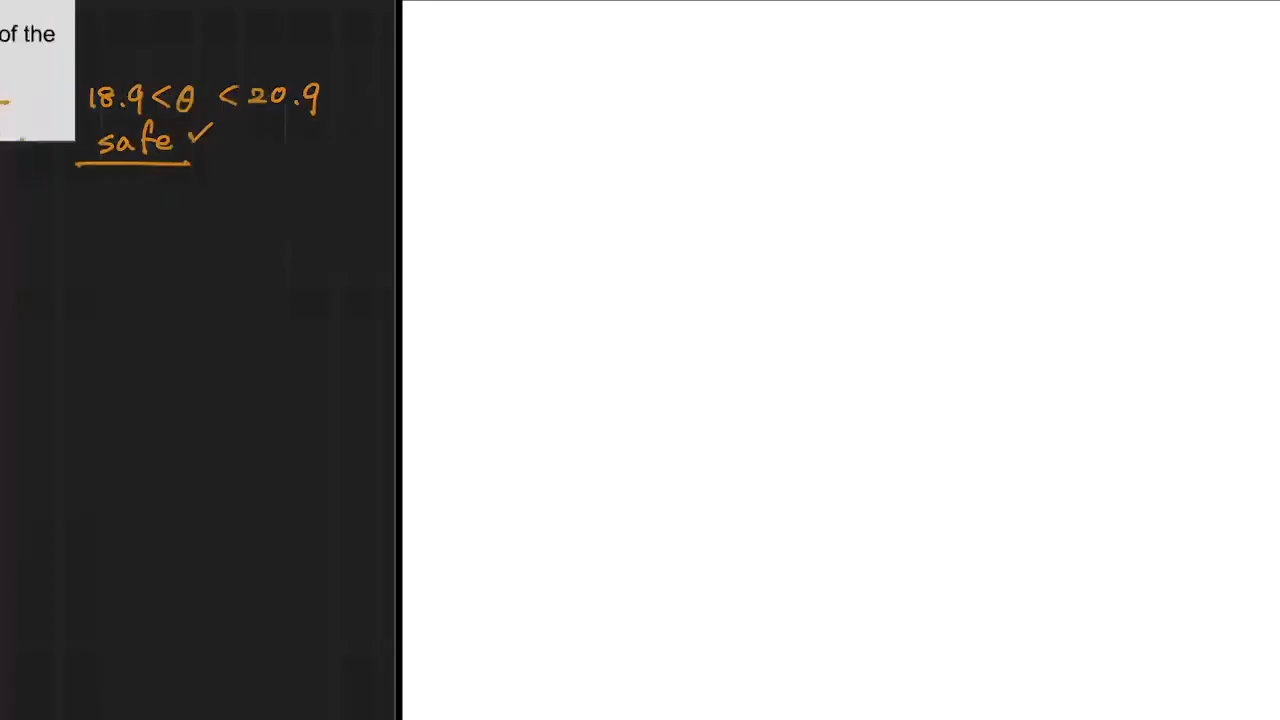 of the
18.9 < θ < 20.9
safe ✓